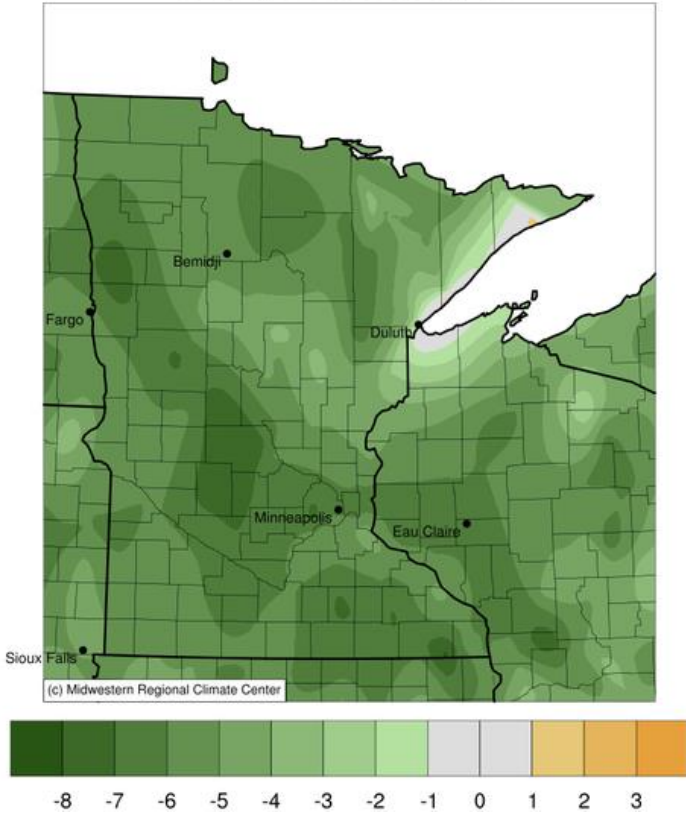 Bemidji
Fargo
Duluth
Minneapolis
Eau Claire
Sioux Falls
(c) Midwestern Regional Climate Center
-8 -7 -6 -5 -4 -3 -2 -1 0 1 2 3